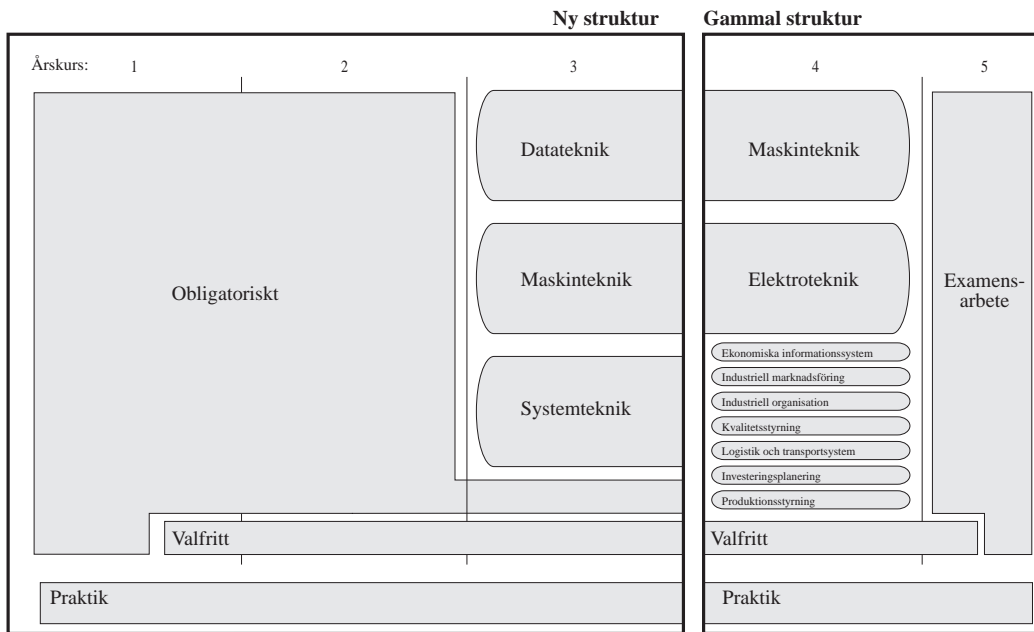 Ny struktur
Gammal struktur
Årskurs: 1 2 3 4 5
Datateknik
Maskinteknik
Obligatoriskt
Maskinteknik
Elektroteknik
Examens-
arbete
Systemteknik
Ekonomiska informationssystem
Industriell marknadsföring
Industriell organisation
Kvalitetsstyrning
Logistik och transportsystem
Investeringsplanering
Produktionsstyrning
Valfritt
Valfritt
Praktik
Praktik